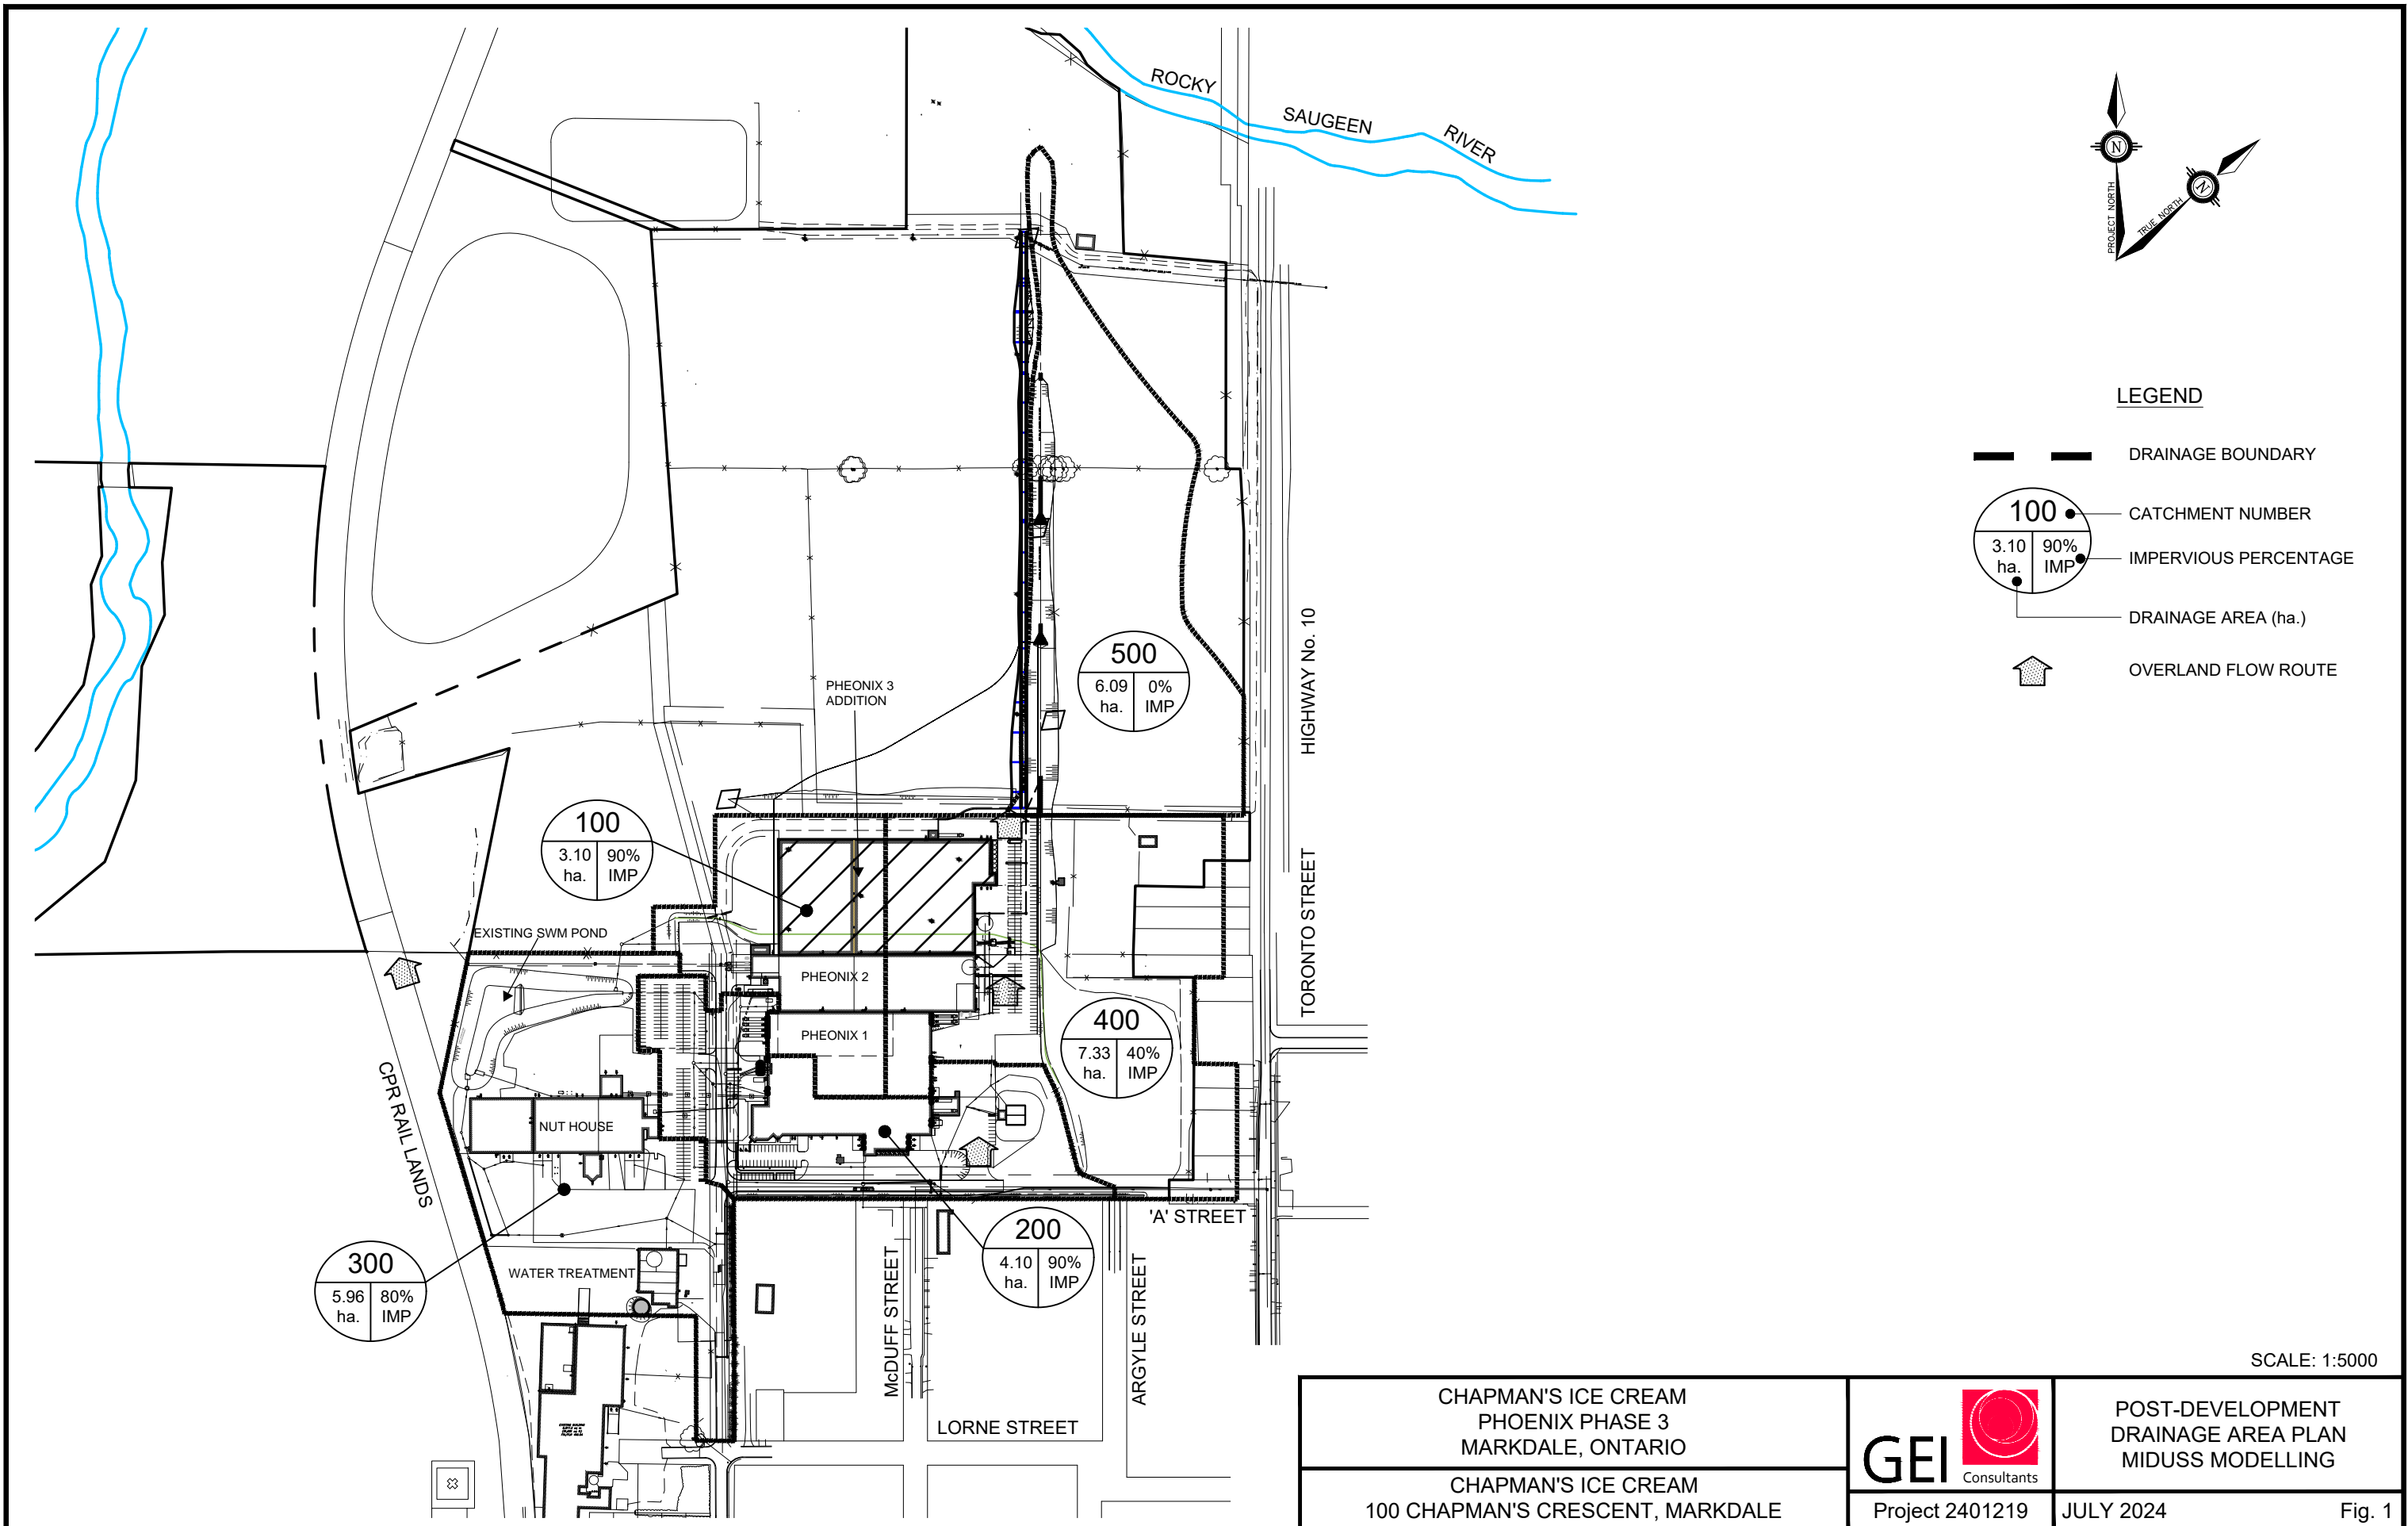 ROCKY
SAUGEEN
RIVER
N
N
PROJECT NORTH
TRUE NORTH
LEGEND
DRAINAGE BOUNDARY
100
3.10
ha.
90%
IMP
CATCHMENT NUMBER
IMPERVIOUS PERCENTAGE
DRAINAGE AREA (ha.)
OVERLAND FLOW ROUTE
HIGHWAY No. 10
500
6.09
ha.
0%
IMP
PHEONIX 3
ADDITION
100
3.10
ha.
90%
IMP
TORONTO STREET
EXISTING SWM POND
PHEONIX 2
PHEONIX 1
400
7.33
ha.
40%
IMP
CPR RAIL LANDS
NUT HOUSE
'A' STREET
200
4.10
ha.
90%
IMP
300
5.96
ha.
80%
IMP
WATER TREATMENT
McDUFF STREET
ARGYLE STREET
LORNE STREET
SCALE: 1:5000
CHAPMAN'S ICE CREAM
PHOENIX PHASE 3
MARKDALE, ONTARIO
CHAPMAN'S ICE CREAM
100 CHAPMAN'S CRESCENT, MARKDALE
GEI
Consultants
Project 2401219
POST-DEVELOPMENT
DRAINAGE AREA PLAN
MIDUSS MODELLING
JULY 2024
Fig. 1